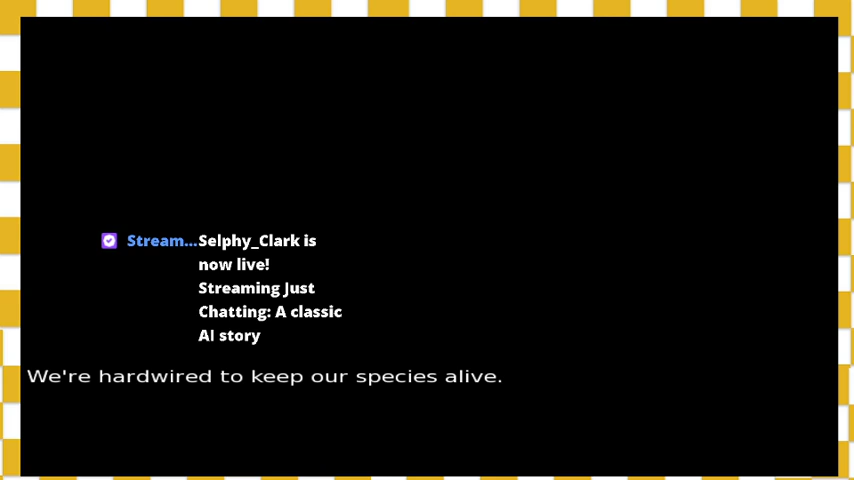 Stream...Selphy_Clark is
now live!
Streaming Just
Chatting: A classic
AI story
We're hardwired to keep our species alive.